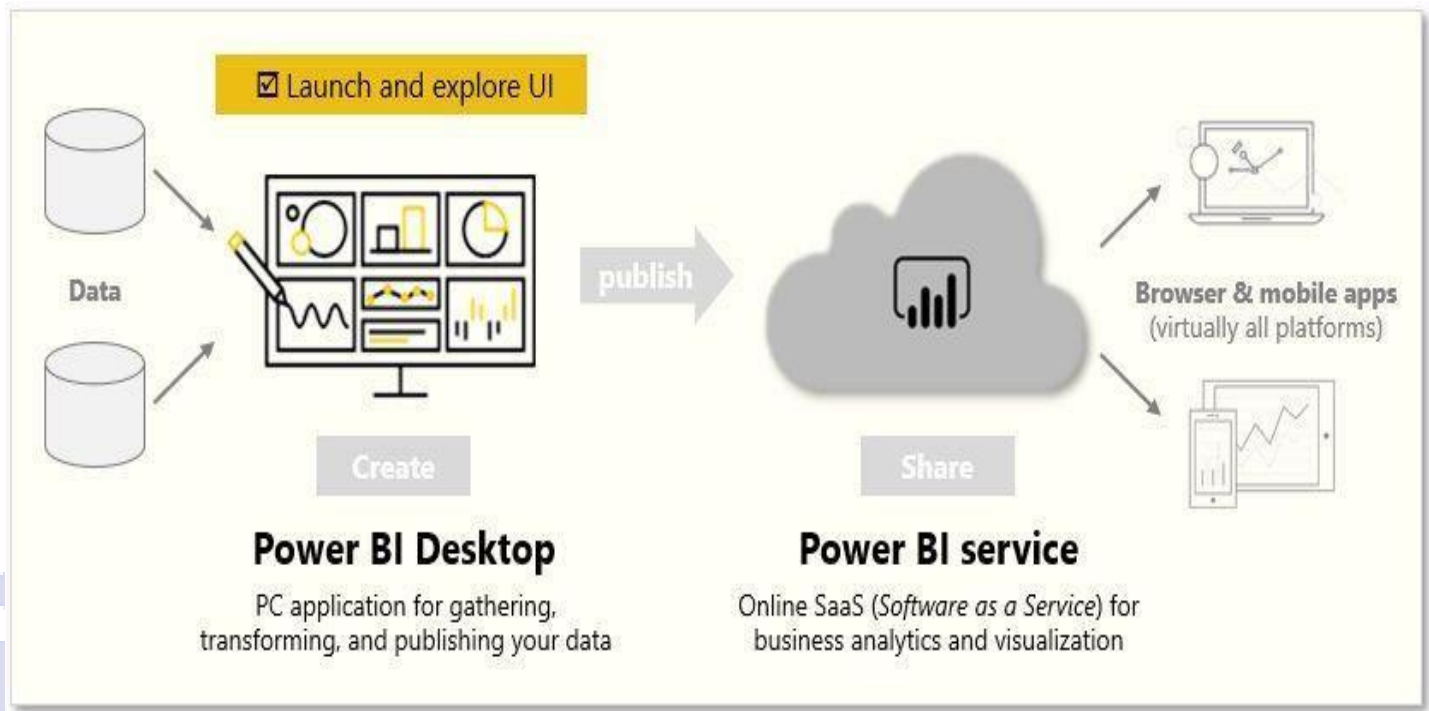 ☑ Launch and explore UI
Data
publish
Browser & mobile apps
(virtually all platforms)
Create
Share
Power BI Desktop
PC application for gathering,
transforming, and publishing your data
Power BI service
Online SaaS (Software as a Service) for
business analytics and visualization